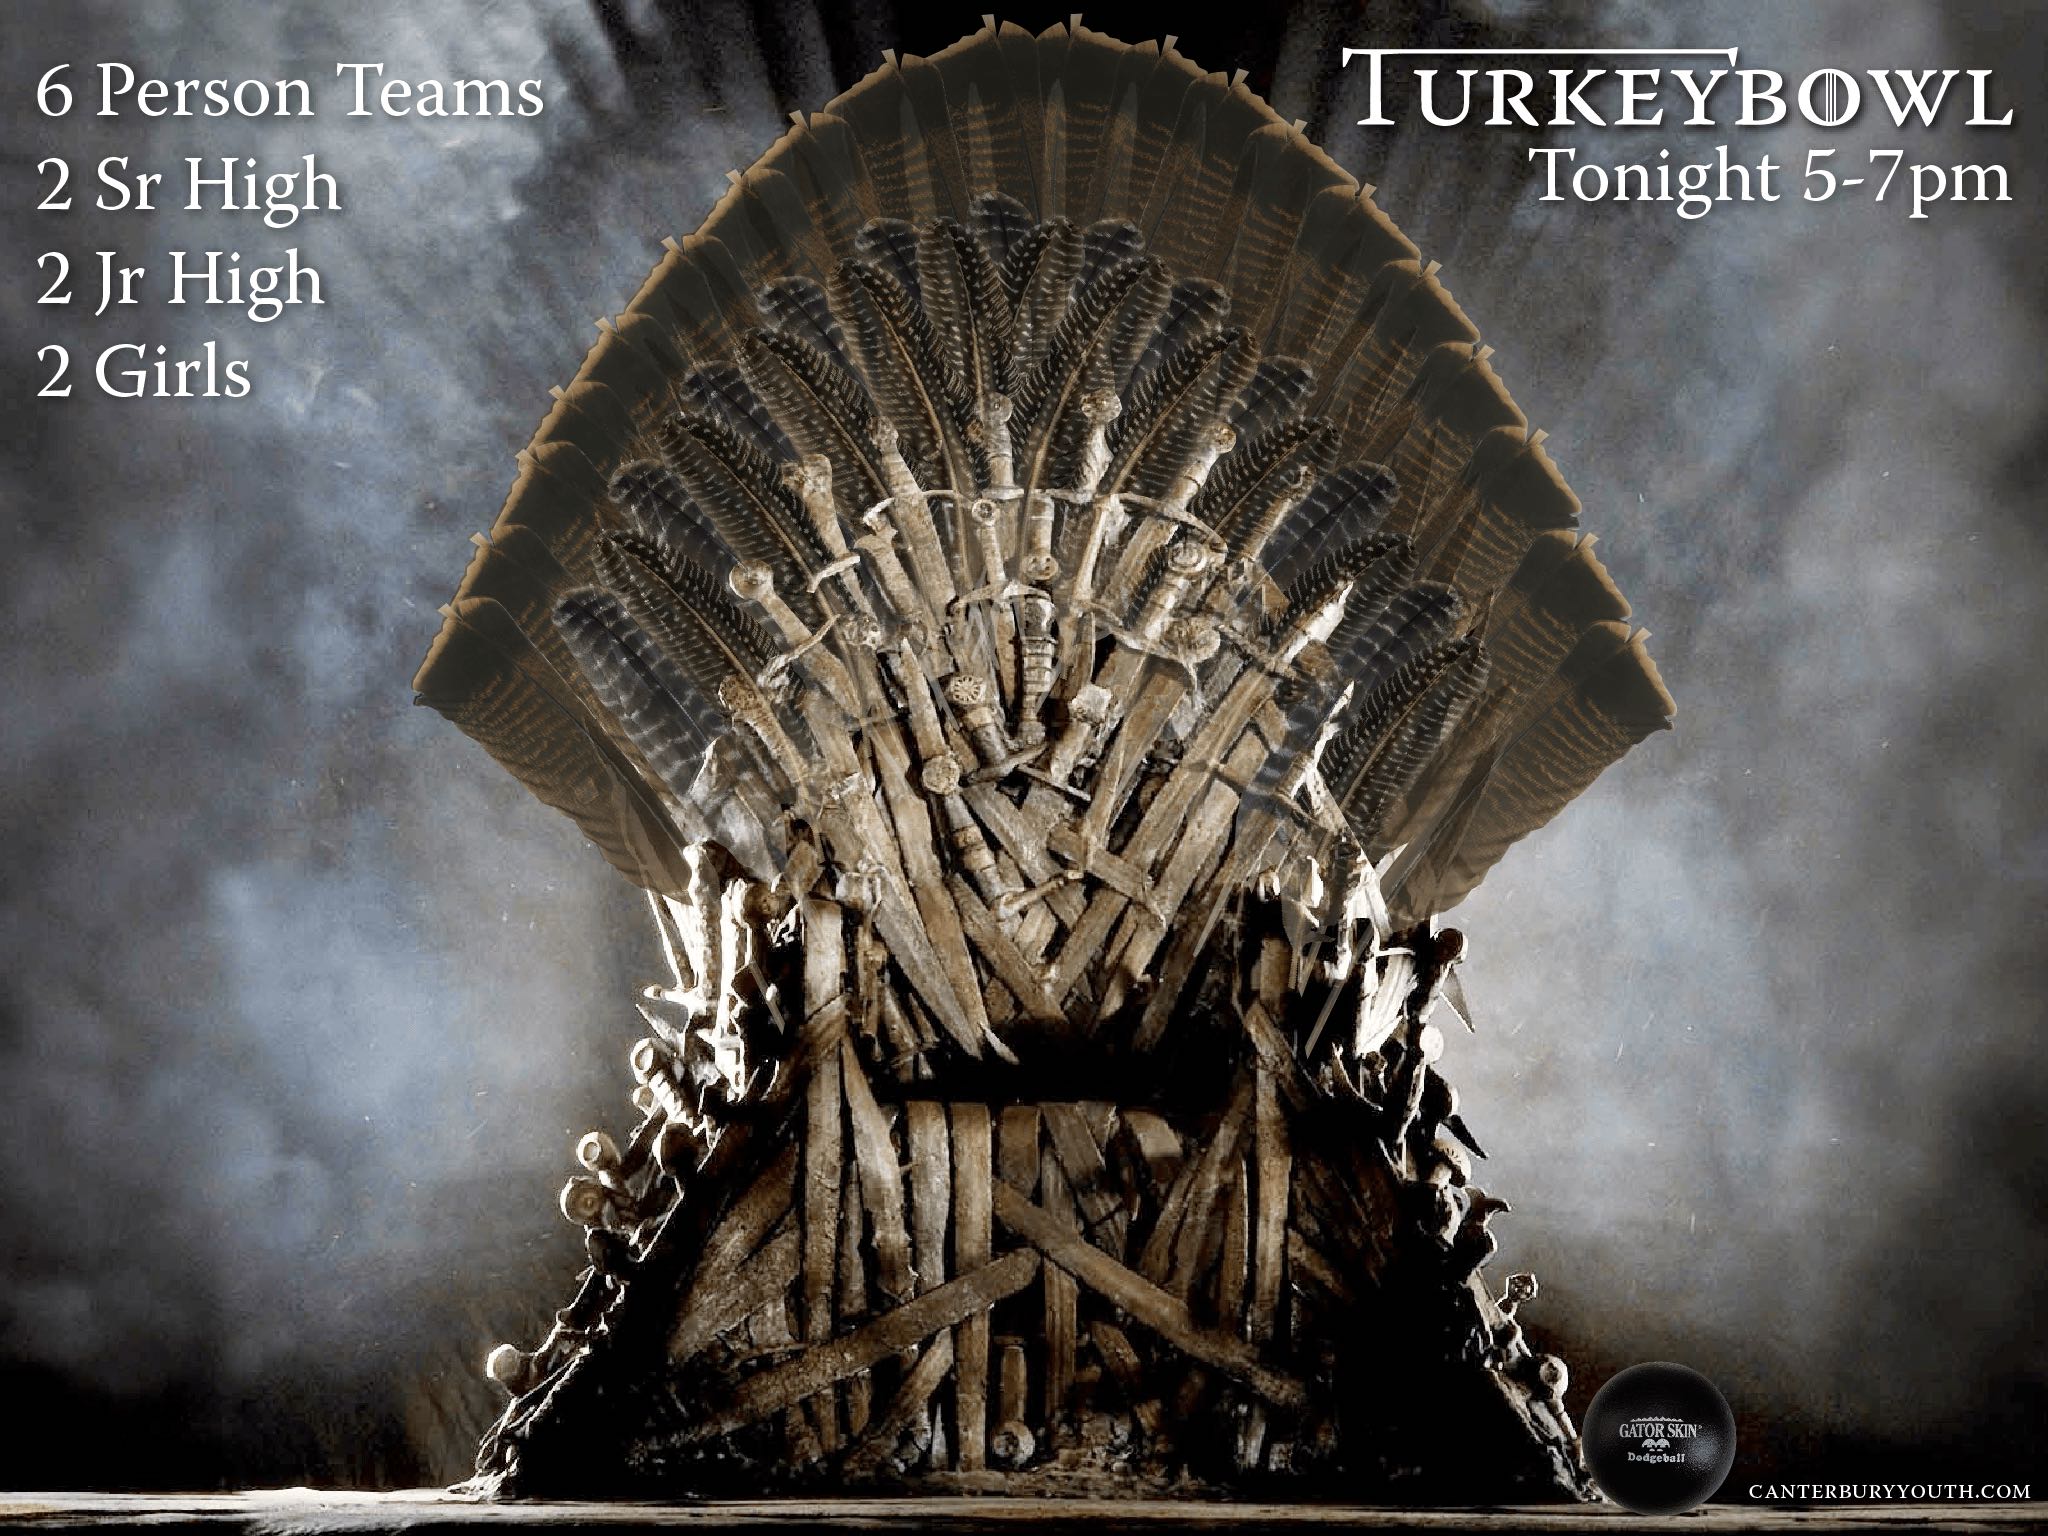 6 Person Teams
2 Sr High
2 Jr High
2 Girls
TURKEYBOWL
Tonight 5-7pm
GATOR SKIN®
Dodgeball
CANTERBURYYOUTH.COM